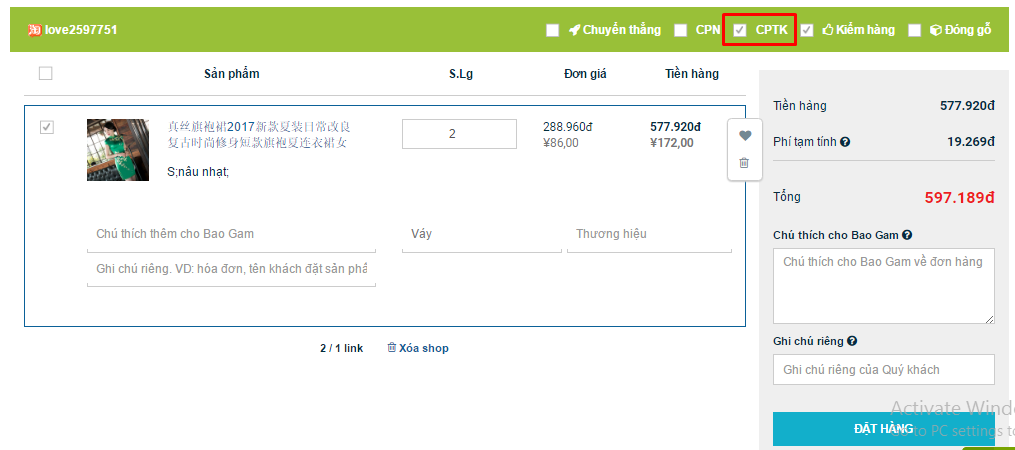 love2597751 Chuyển thẳng CPN CPTK Kiểm hàng Đóng gỗ
Sản phẩm S.Lg Đơn giá Tiền hàng
真丝旗袍裙2017新款夏装日常改良
复古时尚修身短款旗袍夏连衣裙女
S;nâu nhạt;
2
288.960đ
¥86,00
577.920đ
¥172,00
Chú thích thêm cho Bao Gam
Váy
Thương hiệu
Ghi chú riêng. VD: hóa đơn, tên khách đặt sản phẩ
2 / 1 link Xóa shop
Tiền hàng 577.920đ
Phí tạm tính 19.269đ
Tổng 597.189đ
Chú thích cho Bao Gam
Chú thích cho Bao Gam về đơn hàng
Ghi chú riêng
Ghi chú riêng của Quý khách
Activate Wind
ĐẶT HÀNG
to PC settings to